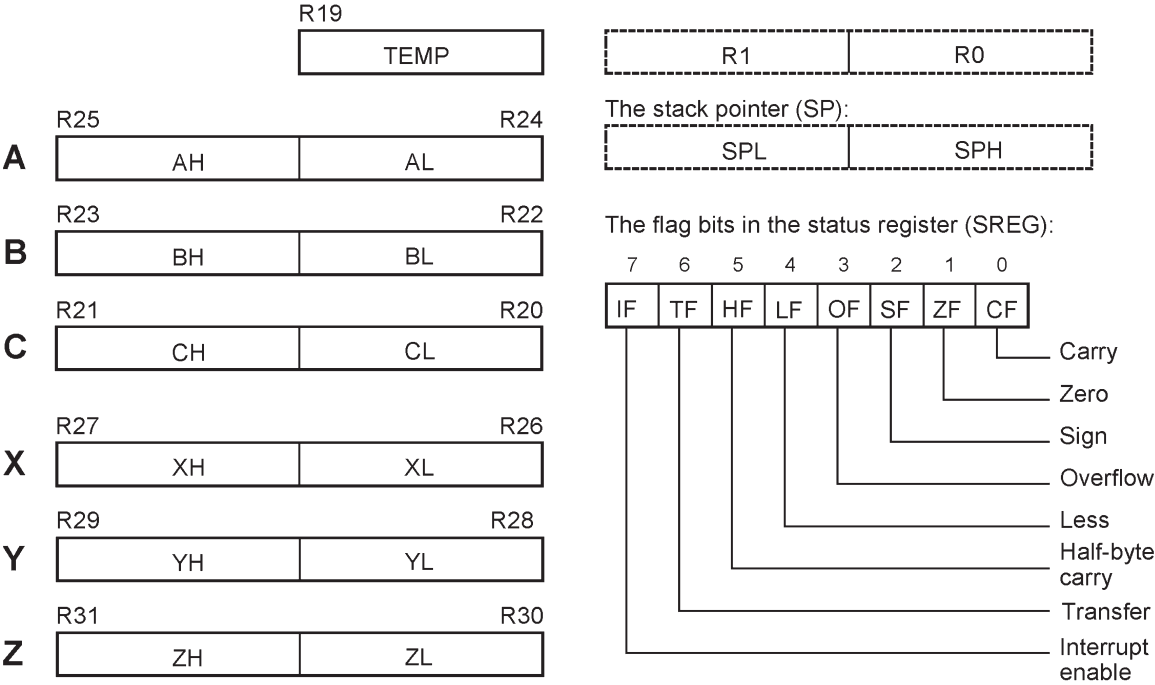 R19
TEMP
R25 R24
A AH AL
R23 R22
B BH BL
R21 R20
C CH CL
R27 R26
X XH XL
R29 R28
Y YH YL
R31 R30
Z ZH ZL
R1 R0
The stack pointer (SP):
SPL SPH
The flag bits in the status register (SREG):
7 6 5 4 3 2 1 0
IF TF HF LF OF SF ZF CF
Carry
Zero
Sign
Overflow
Less
Half-byte
carry
Transfer
Interrupt
enable